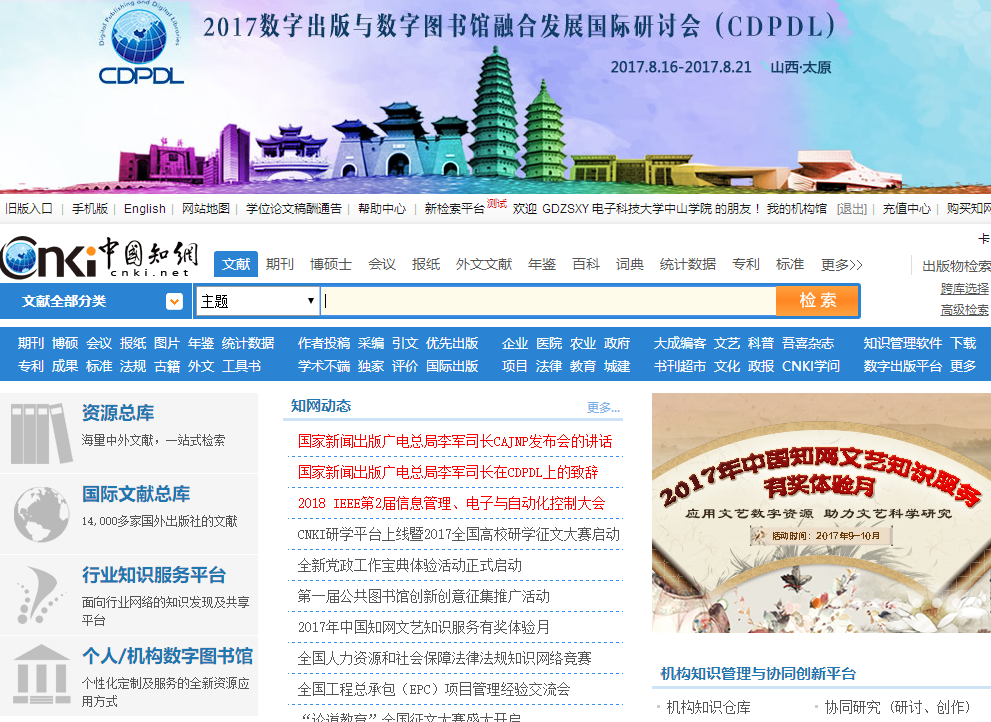 Digital Publishing and Digital Libraries
CDPDL
2017数字出版与数字图书馆融合发展国际研讨会（CDPDL）
2017.8.16-2017.8.21 山西·太原
旧版入口 | 手机版 | English | 网站地图 | 学位论文稿酬通告 | 帮助中心 | 新检索平台 测试 欢迎 GDZSXY 电子科技大学中山学院 的朋友！ 我的机构馆 [退出] | 充值中心 | 购买知网
卡
Cnki 中国知网
cnki.net
文献 期刊 博硕士 会议 报纸 外文文献 年鉴 百科 词典 统计数据 专利 标准 更多>> 出版物检索
文献全部分类 主题 检索 跨库选择
高级检索
期刊 博硕 会议 报纸 图片 年鉴 统计数据 作者投稿 采编 引文 优先出版 企业 医院 农业 政府 大成编客 文艺 科普 吾喜杂志 知识管理软件 下载
专利 成果 标准 法规 古籍 外文 工具书 学术不端 独家 评价 国际出版 项目 法律 教育 城建 书刊超市 文化 政报 CNKI学问 数字出版平台 更多
资源总库
海量中外文献，一站式检索
国际文献总库
14,000多家国外出版社的文献
行业知识服务平台
面向行业网络的知识发现及共享
平台
个人/机构数字图书馆
个性化定制及服务的全新资源应
用方式
知网动态 更多...
国家新闻出版广电总局李军司长CAJNP发布会的讲话
国家新闻出版广电总局李军司长在CDPDL上的致辞
2018 IEEE第2届信息管理、电子与自动化控制大会
CNKI研学平台上线暨2017全国高校研学征文大赛启动
全新党政工作宝典体验活动正式启动
第一届公共图书馆创新创意征集推广活动
2017年中国知网文艺知识服务有奖体验月
全国人力资源和社会保障法律法规知识网络竞赛
全国工程总承包（EPC）项目管理经验交流会
“论道教育”全国征文大赛盛大开启
2017年中国知网文艺知识服务
有奖体验月
应用文艺数字资源 助力文艺科学研究
活动时间：2017年9-10月
机构知识管理与协同创新平台
· 机构知识仓库 · 协同研究（研讨、创作）